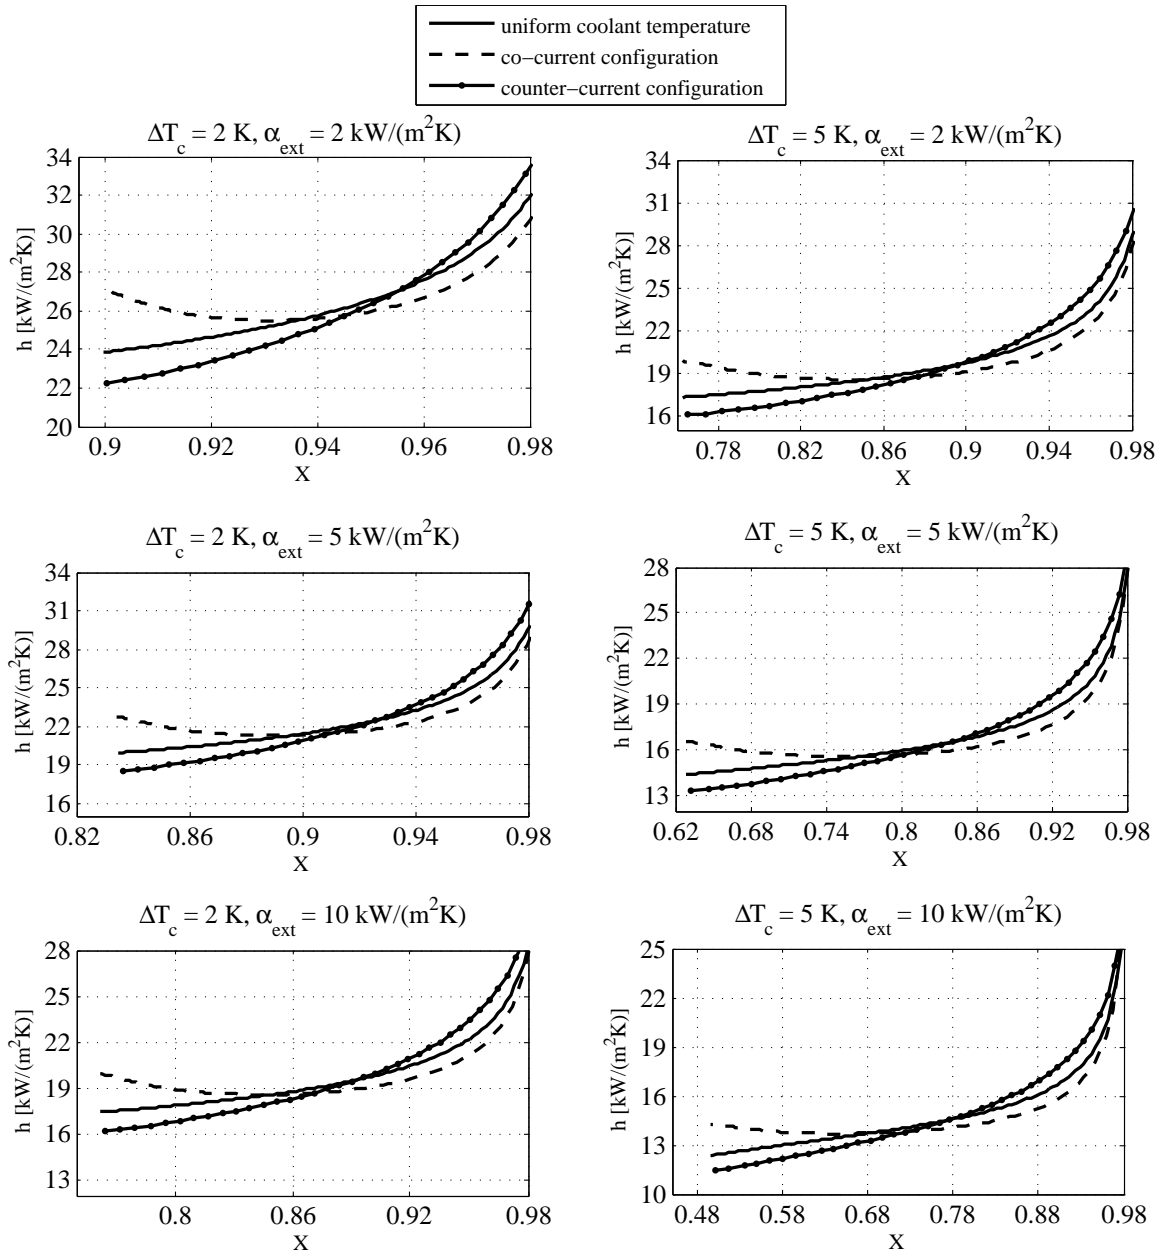 uniform coolant temperature
co−current configuration
counter−current configuration
ΔT_c = 2 K, α_ext = 2 kW/(m²K)
34
32
30
28
26
24
22
20
h [kW/(m²K)]
0.9 0.92 0.94 0.96 0.98
X
ΔT_c = 5 K, α_ext = 2 kW/(m²K)
34
31
28
25
22
19
16
h [kW/(m²K)]
0.78 0.82 0.86 0.9 0.94 0.98
X
ΔT_c = 2 K, α_ext = 5 kW/(m²K)
34
31
28
25
22
19
16
h [kW/(m²K)]
0.82 0.86 0.9 0.94 0.98
X
ΔT_c = 5 K, α_ext = 5 kW/(m²K)
28
25
22
19
16
13
h [kW/(m²K)]
0.62 0.68 0.74 0.8 0.86 0.92 0.98
X
ΔT_c = 2 K, α_ext = 10 kW/(m²K)
28
25
22
19
16
13
h [kW/(m²K)]
0.8 0.86 0.92 0.98
X
ΔT_c = 5 K, α_ext = 10 kW/(m²K)
25
22
19
16
13
10
h [kW/(m²K)]
0.48 0.58 0.68 0.78 0.88 0.98
X